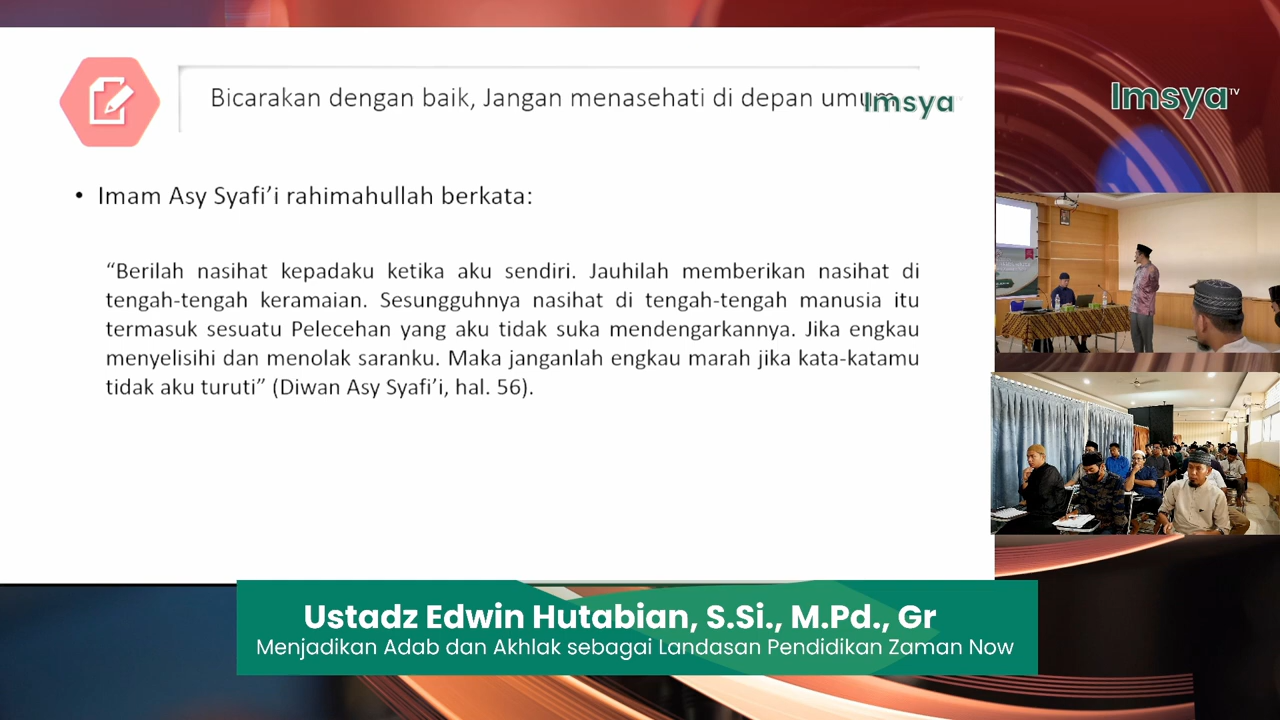 Bicarakan dengan baik, Jangan menasehati di depan umum
Imsya
Imsya TV
• Imam Asy Syafi’i rahimahullah berkata:
“Berilah nasihat kepadaku ketika aku sendiri. Jauhilah memberikan nasihat di
tengah-tengah keramaian. Sesungguhnya nasihat di tengah-tengah manusia itu
termasuk sesuatu Pelecehan yang aku tidak suka mendengarkannya. Jika engkau
menyelisihi dan menolak saranku. Maka janganlah engkau marah jika kata-katamu
tidak aku turuti” (Diwan Asy Syafi’i, hal. 56).
Ustadz Edwin Hutabian, S.Si., M.Pd., Gr
Menjadikan Adab dan Akhlak sebagai Landasan Pendidikan Zaman Now